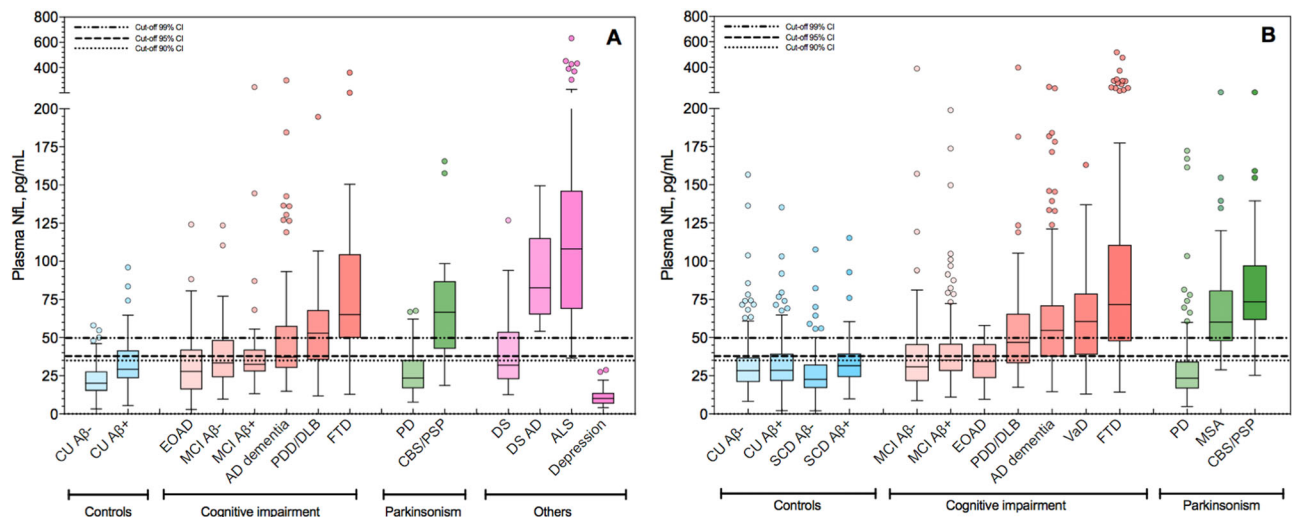 A
Plasma NfL, pg/mL
800
600
400
200
175
150
125
100
75
50
25
0
Cut-off 99% CI
Cut-off 95% CI
Cut-off 90% CI
CU Aβ-
CU Aβ+
EOAD
MCI Aβ-
MCI Aβ+
AD dementia
PDD/DLB
FTD
PD
CBS/PSP
DS
DS AD
ALS
Depression
Controls
Cognitive impairment
Parkinsonism
Others
B
Plasma NfL, pg/mL
800
600
400
200
175
150
125
100
75
50
25
0
Cut-off 99% CI
Cut-off 95% CI
Cut-off 90% CI
CU Aβ-
CU Aβ+
SCD Aβ-
SCD Aβ+
MCI Aβ-
MCI Aβ+
EOAD
PDD/DLB
AD dementia
VaD
FTD
PD
MSA
CBS/PSP
Controls
Cognitive impairment
Parkinsonism